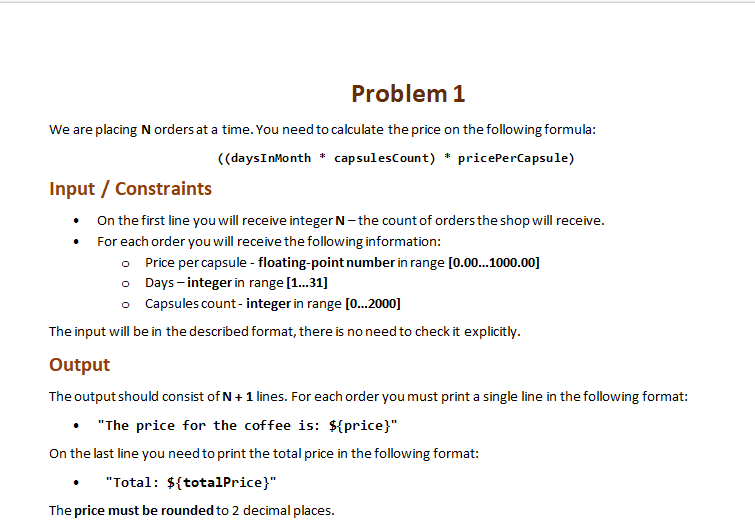 Problem 1
We are placing N orders at a time. You need to calculate the price on the following formula:
((daysInMonth * capsulesCount) * pricePerCapsule)
Input / Constraints
• On the first line you will receive integer N – the count of orders the shop will receive.
• For each order you will receive the following information:
o Price per capsule - floating-point number in range [0.00…1000.00]
o Days – integer in range [1…31]
o Capsules count - integer in range [0…2000]
The input will be in the described format, there is no need to check it explicitly.
Output
The output should consist of N + 1 lines. For each order you must print a single line in the following format:
• "The price for the coffee is: ${price}"
On the last line you need to print the total price in the following format:
• "Total: ${totalPrice}"
The price must be rounded to 2 decimal places.